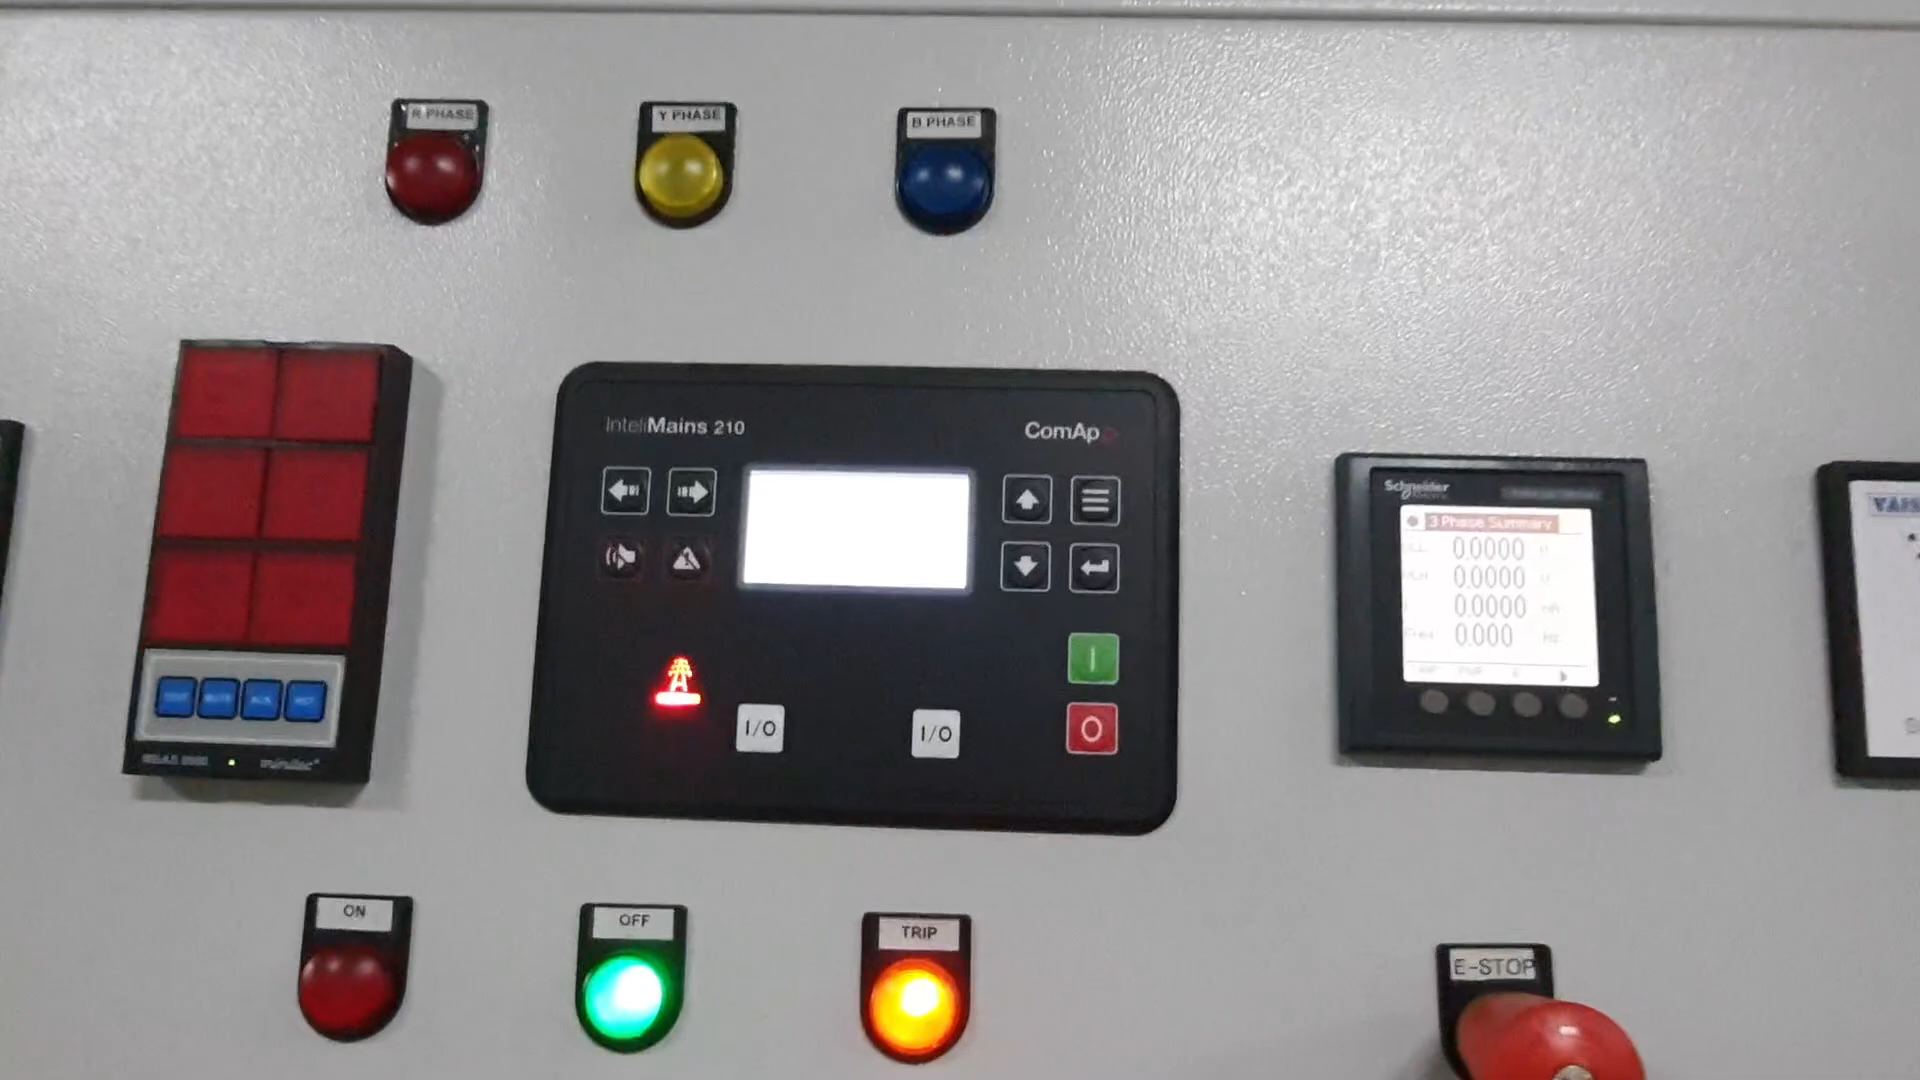 R PHASE
Y PHASE
B PHASE
InteliMains 210
ComAp
I/O
I/O
I
O
Schneider
Electric
3 Phase Summary
0.0000
0.0000
0.0000
0.000
ON
OFF
TRIP
E-STOP